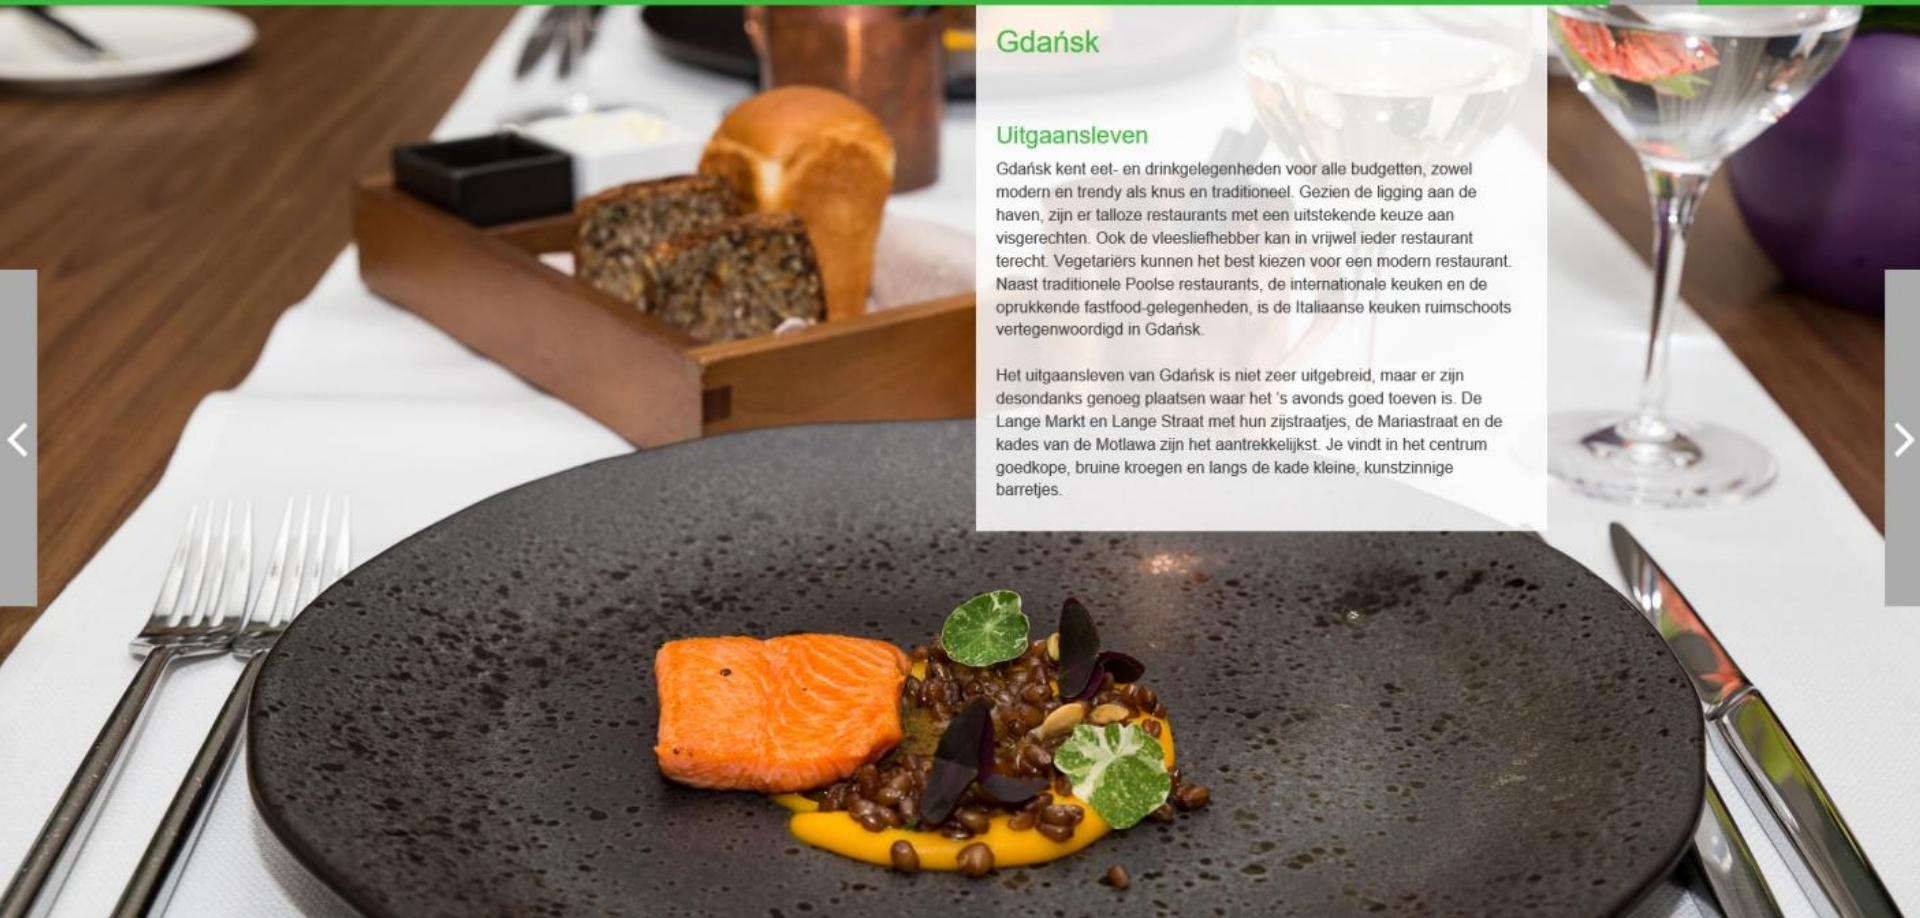 Gdańsk
Uitgaansleven
Gdańsk kent eet- en drinkgelegenheden voor alle budgetten, zowel
modern en trendy als knus en traditioneel. Gezien de ligging aan de
haven, zijn er talloze restaurants met een uitstekende keuze aan
visgerechten. Ook de vleesliefhebber kan in vrijwel ieder restaurant
terecht. Vegetariërs kunnen het best kiezen voor een modern restaurant.
Naast traditionele Poolse restaurants, de internationale keuken en de
oprukkende fastfood-gelegenheden, is de Italiaanse keuken ruimschoots
vertegenwoordigd in Gdańsk.
Het uitgaansleven van Gdańsk is niet zeer uitgebreid, maar er zijn
desondanks genoeg plaatsen waar het 's avonds goed toeven is. De
Lange Markt en Lange Straat met hun zijstraatjes, de Mariastraat en de
kades van de Motlawa zijn het aantrekkelijkst. Je vindt in het centrum
goedkope, bruine kroegen en langs de kade kleine, kunstzinnige
barretjes.